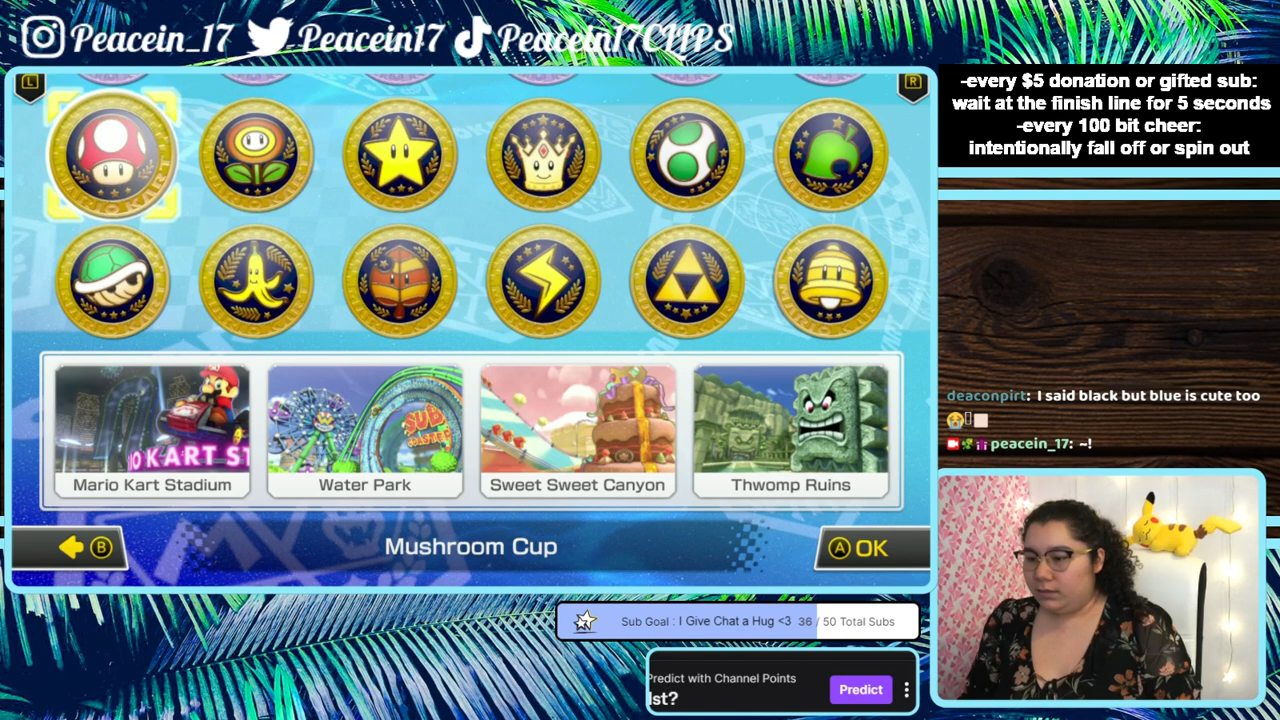 Peacein_17 Peacein17 Peacein17ClIPS
-every $5 donation or gifted sub:
wait at the finish line for 5 seconds
-every 100 bit cheer:
intentionally fall off or spin out
L R
SUB
COASTER
Mario Kart Stadium Water Park Sweet Sweet Canyon Thwomp Ruins
B Mushroom Cup A OK
deaconpirt: I said black but blue is cute too
peacein_17: ~!
Sub Goal : I Give Chat a Hug <3 36 / 50 Total Subs
Predict with Channel Points
lst?
Predict